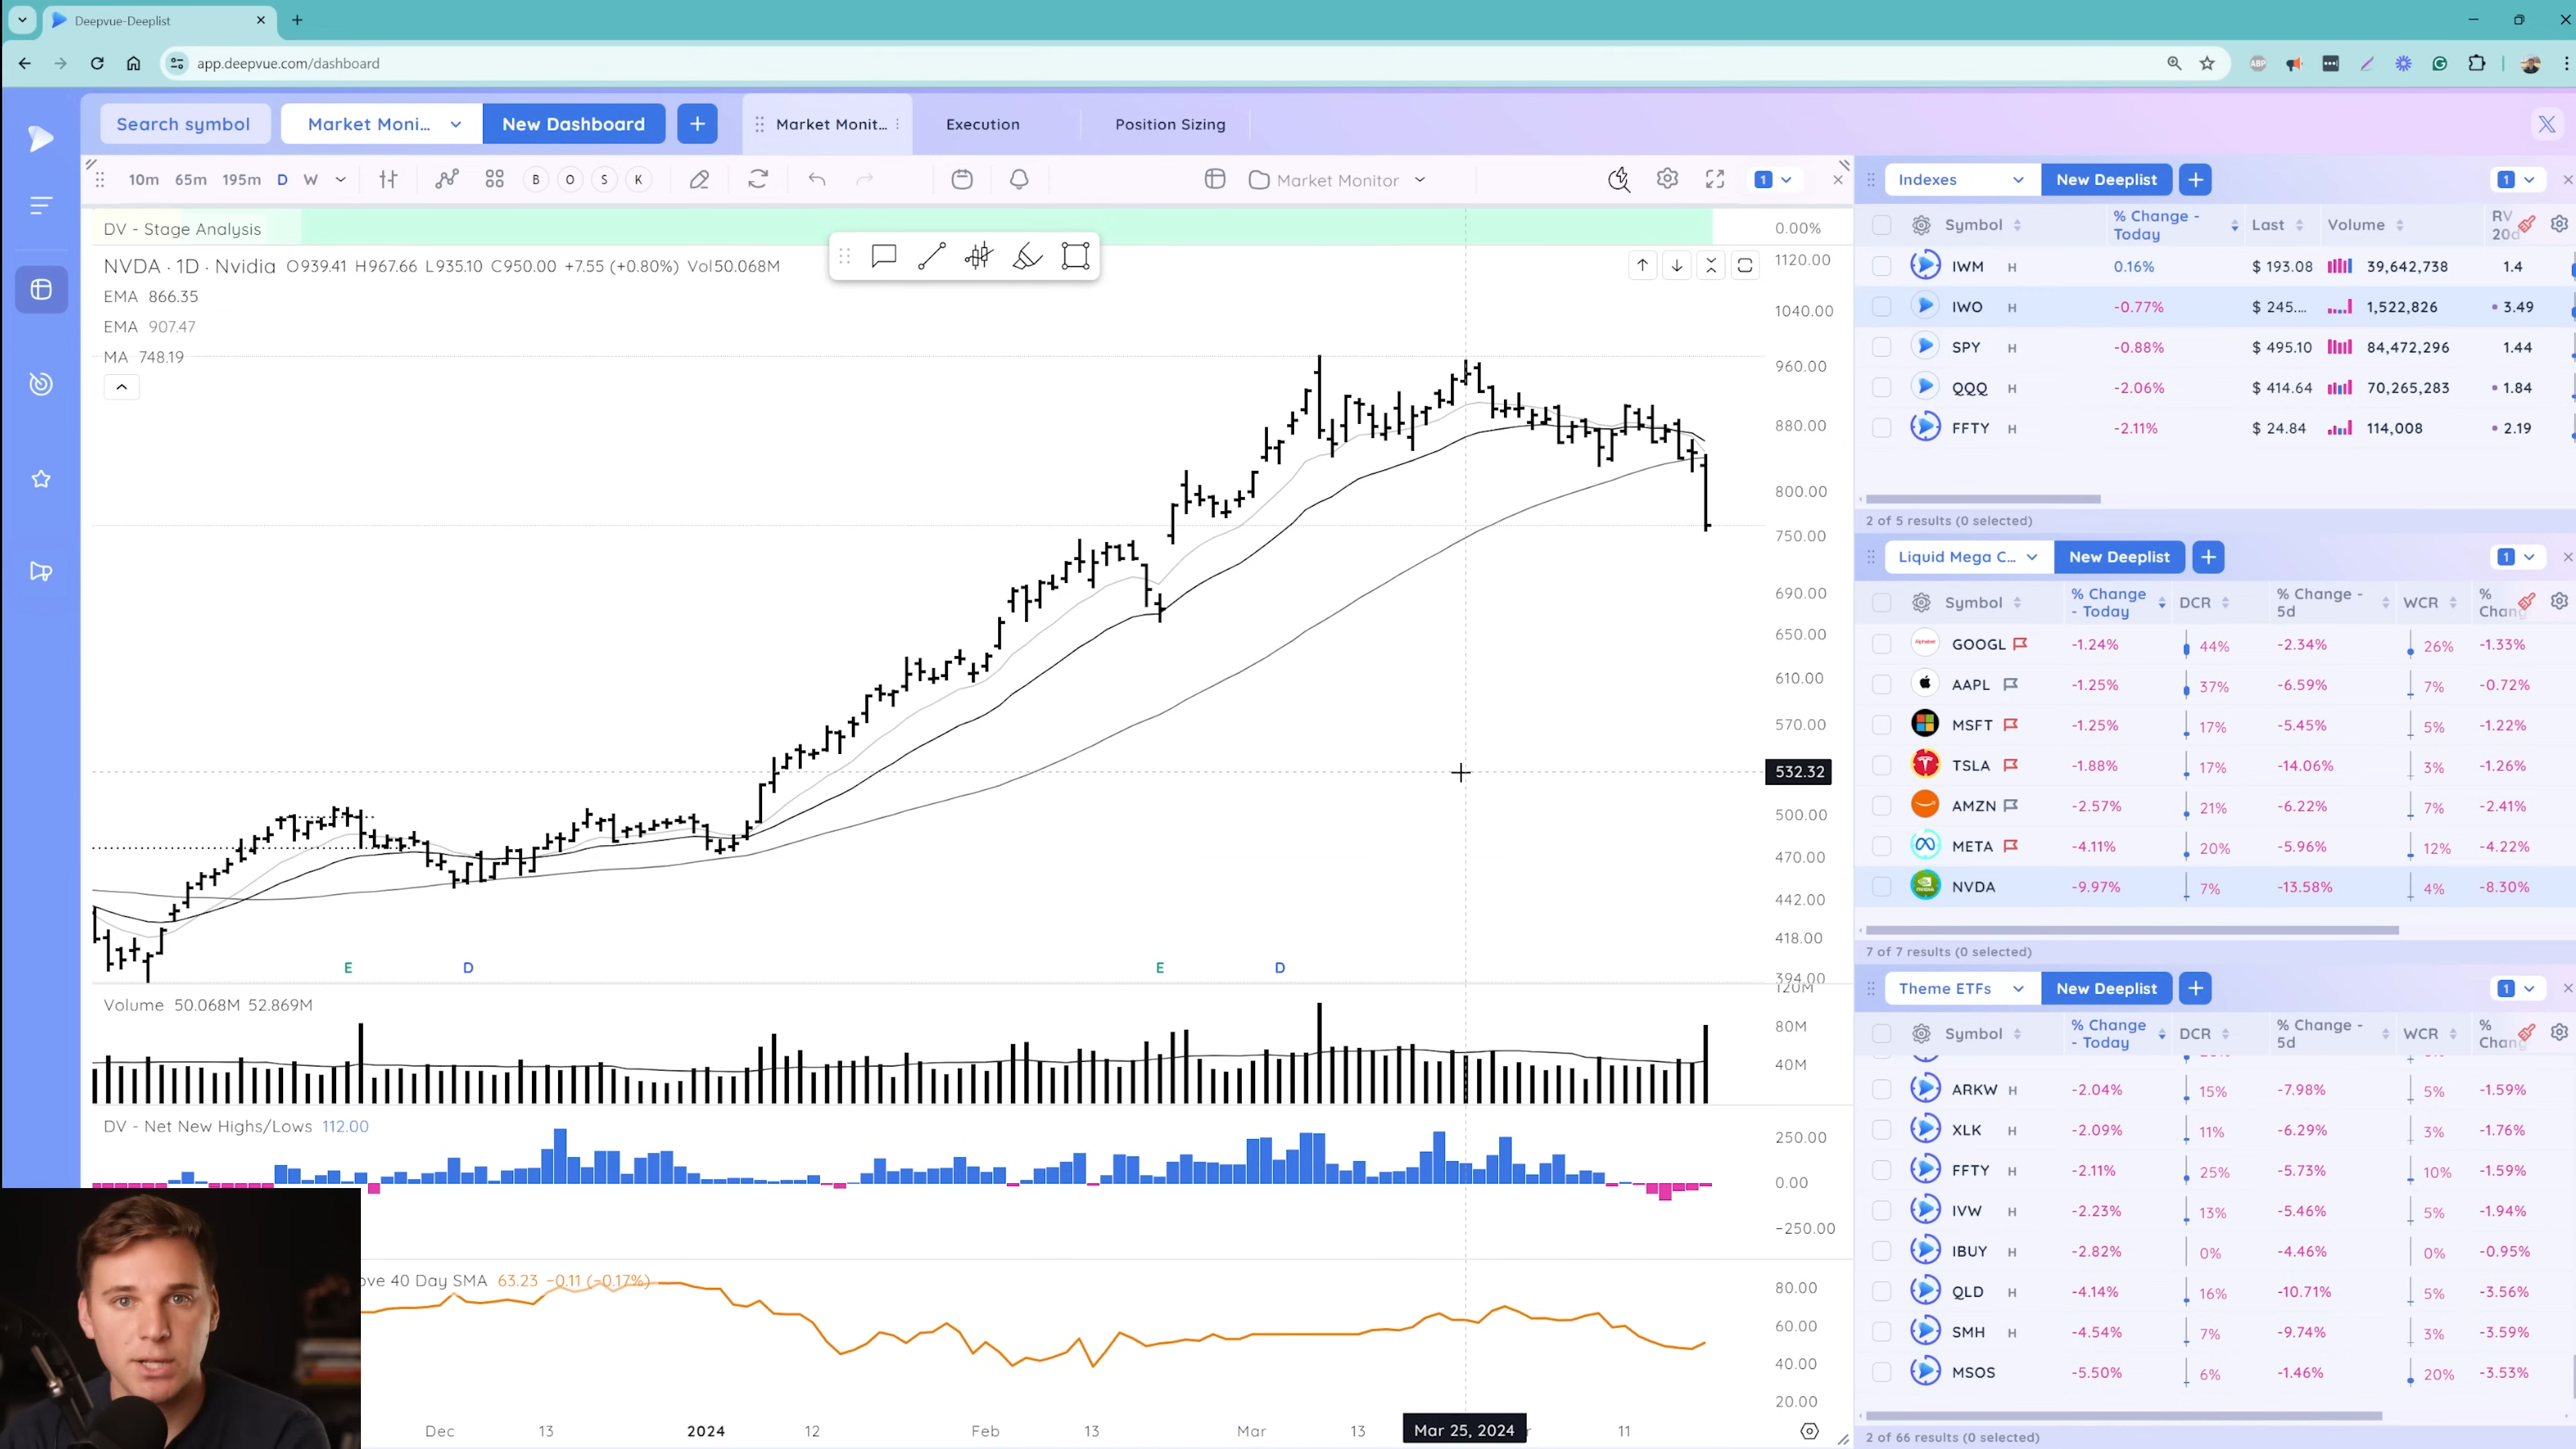 Deepvue-Deeplist
app.deepvue.com/dashboard
ABP
Search symbol
Market Moni...
New Dashboard
+
Market Monit...
Execution
Position Sizing
10m 65m 195m D W
B O S K
Market Monitor
1
DV - Stage Analysis
0.00%
NVDA · 1D · Nvidia O939.41 H967.66 L935.10 C950.00 +7.55 (+0.80%) Vol50.068M
EMA 866.35
EMA 907.47
MA 748.19
1120.00
1040.00
960.00
880.00
800.00
750.00
690.00
650.00
610.00
570.00
532.32
500.00
470.00
442.00
418.00
394.00
E
D
E
D
Volume 50.068M 52.869M
120M
80M
40M
DV - Net New Highs/Lows 112.00
250.00
0.00
−250.00
ove 40 Day SMA 63.23 −0.11 (−0.17%)
80.00
60.00
40.00
20.00
Dec 13 2024 12 Feb 13 Mar 13 Mar 25, 2024 11
Indexes
New Deeplist
+
1
Symbol % Change - Today Last Volume RV 20d
IWM H 0.16% $ 193.08 39,642,738 1.4
IWO H -0.77% $ 245.... 1,522,826 3.49
SPY H -0.88% $ 495.10 84,472,296 1.44
QQQ H -2.06% $ 414.64 70,265,283 1.84
FFTY H -2.11% $ 24.84 114,008 2.19
2 of 5 results (0 selected)
Liquid Mega C...
New Deeplist
+
1
Symbol % Change - Today DCR % Change - 5d WCR % Chang
GOOGL -1.24% 44% -2.34% 26% -1.33%
AAPL -1.25% 37% -6.59% 7% -0.72%
MSFT -1.25% 17% -5.45% 5% -1.22%
TSLA -1.88% 17% -14.06% 3% -1.26%
AMZN -2.57% 21% -6.22% 7% -2.41%
META -4.11% 20% -5.96% 12% -4.22%
NVDA -9.97% 7% -13.58% 4% -8.30%
7 of 7 results (0 selected)
Theme ETFs
New Deeplist
+
1
Symbol % Change - Today DCR % Change - 5d WCR % Chang
ARKW H -2.04% 15% -7.98% 5% -1.59%
XLK H -2.09% 11% -6.29% 3% -1.76%
FFTY H -2.11% 25% -5.73% 10% -1.59%
IVW H -2.23% 13% -5.46% 5% -1.94%
IBUY H -2.82% 0% -4.46% 0% -0.95%
QLD H -4.14% 16% -10.71% 5% -3.56%
SMH H -4.54% 7% -9.74% 3% -3.59%
MSOS -5.50% 6% -1.46% 20% -3.53%
2 of 66 results (0 selected)